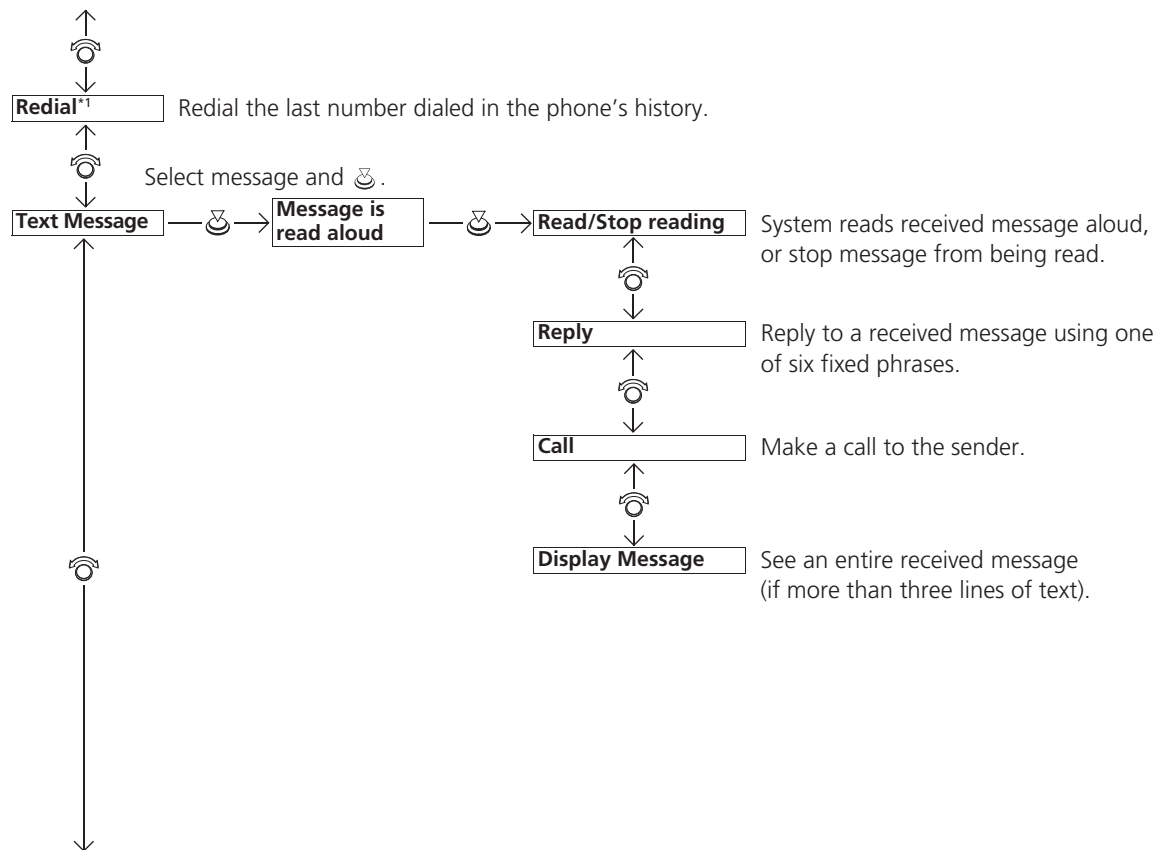 Redial*1 Redial the last number dialed in the phone's history.
Select message and .
Text Message
Message is
read aloud
Read/Stop reading
System reads received message aloud,
or stop message from being read.
Reply
Reply to a received message using one
of six fixed phrases.
Call
Make a call to the sender.
Display Message
See an entire received message
(if more than three lines of text).